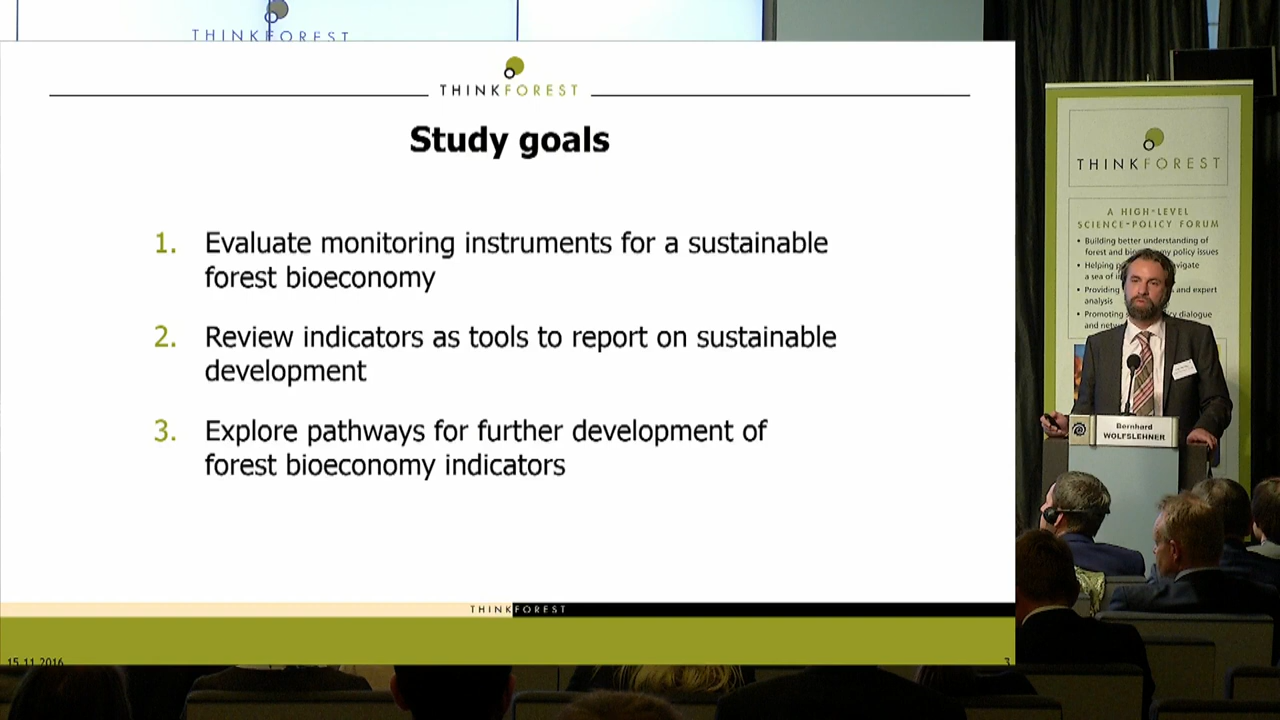 THINKFOREST
THINKFOREST
Study goals
1. Evaluate monitoring instruments for a sustainable
forest bioeconomy
2. Review indicators as tools to report on sustainable
development
3. Explore pathways for further development of
forest bioeconomy indicators
THINKFOREST
15.11.2016
3
THINKFOREST
A HIGH-LEVEL
SCIENCE-POLICY FORUM
• Building better understanding of
forest and policy issues
• Helping
a sea of
• Providing and expert
analysis
• Promoting dialogue
and
Bernhard
WOLFSLEHNER